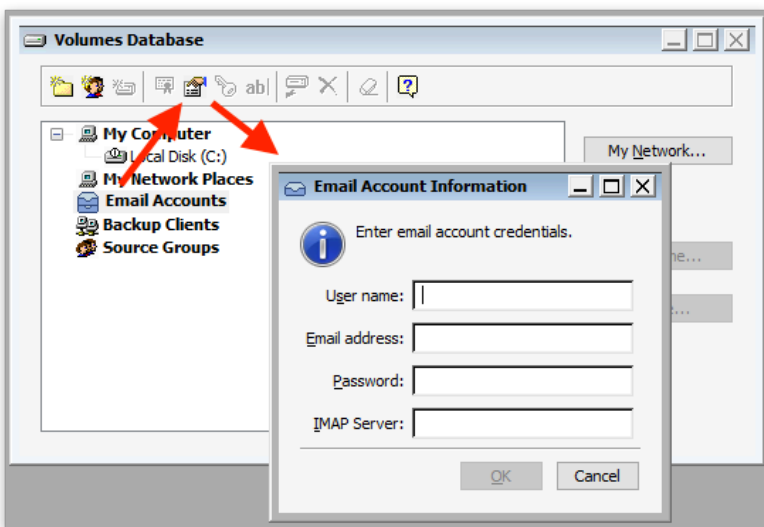 Volumes Database
abl
My Computer
Local Disk (C:)
My Network Places
Email Accounts
Backup Clients
Source Groups
My Network...
Email Account Information
Enter email account credentials.
User name:
Email address:
Password:
IMAP Server:
OK
Cancel